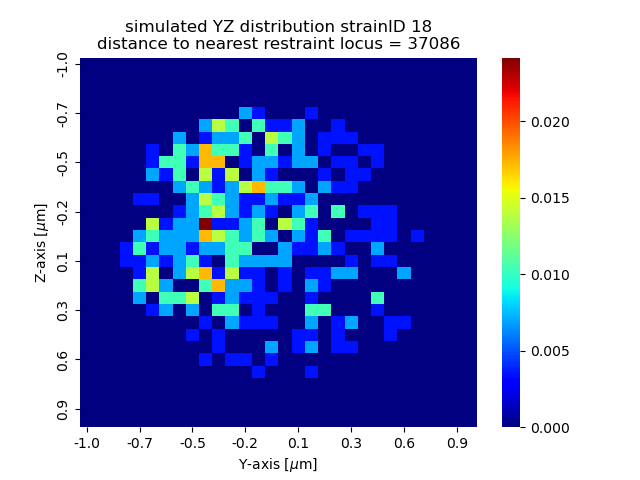 simulated YZ distribution strainID 18
distance to nearest restraint locus = 37086
-1.0
-0.7
-0.5
-0.2
0.1
0.3
0.6
0.9
Z-axis [μm]
-1.0 -0.7 -0.5 -0.2 0.1 0.3 0.6 0.9
Y-axis [μm]
0.020
0.015
0.010
0.005
0.000